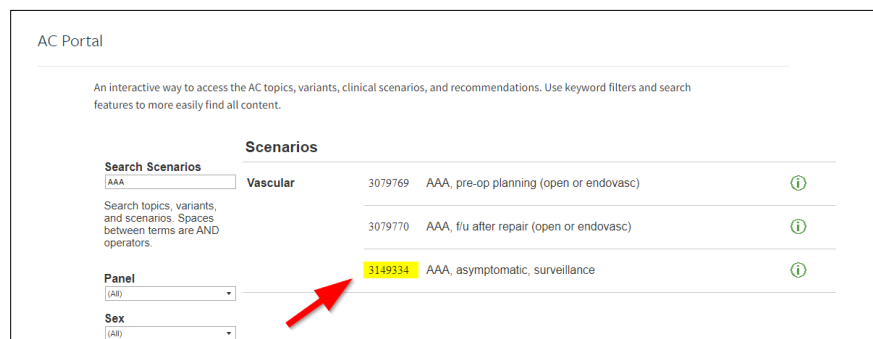 AC Portal
An interactive way to access the AC topics, variants, clinical scenarios, and recommendations. Use keyword filters and search
features to more easily find all content.
Scenarios
Search Scenarios
AAA
Search topics, variants,
and scenarios. Spaces
between terms are AND
operators.
Panel
(All)
Sex
(All)
Vascular 3079769 AAA, pre-op planning (open or endovasc)
3079770 AAA, f/u after repair (open or endovasc)
3149334 AAA, asymptomatic, surveillance